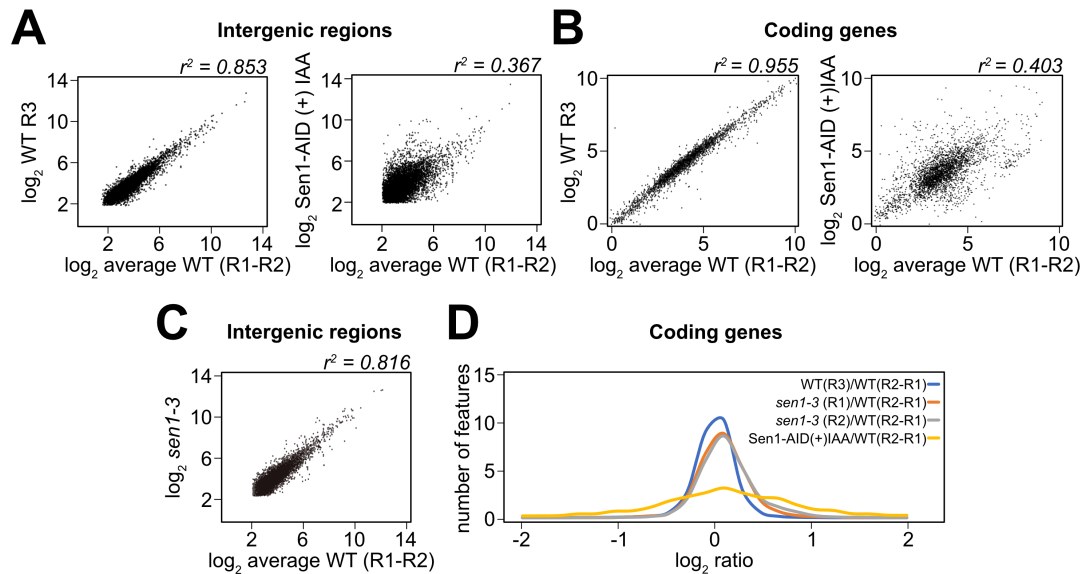 A
Intergenic regions
r² = 0.853
log₂ WT R3
14
10
6
2
2 6 10 14
log₂ average WT (R1-R2)
r² = 0.367
log₂ Sen1-AID (+) IAA
14
10
6
2
2 6 10 14
log₂ average WT (R1-R2)
B
Coding genes
r² = 0.955
log₂ WT R3
10
5
0
0 5 10
log₂ average WT (R1-R2)
r² = 0.403
log₂ Sen1-AID (+)IAA
10
5
0
0 5 10
log₂ average WT (R1-R2)
C
Intergenic regions
r² = 0.816
log₂ sen1-3
14
10
6
2
2 6 10 14
log₂ average WT (R1-R2)
D
Coding genes
number of features
15
10
5
0
WT(R3)/WT(R2-R1)
sen1-3 (R1)/WT(R2-R1)
sen1-3 (R2)/WT(R2-R1)
Sen1-AID(+)IAA/WT(R2-R1)
-2 -1 0 1 2
log₂ ratio